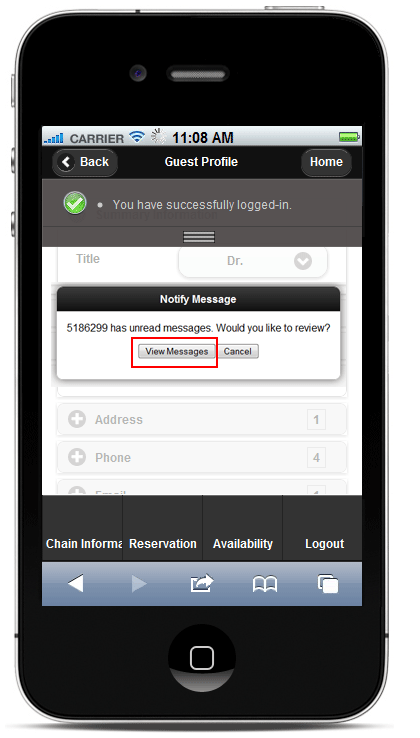 CARRIER 11:08 AM
Back Guest Profile Home
• You have successfully logged-in.
Title Dr.
Notify Message
5186299 has unread messages. Would you like to review?
View Messages Cancel
Address 1
Phone 4
Email 1
Chain Informa Reservation Availability Logout